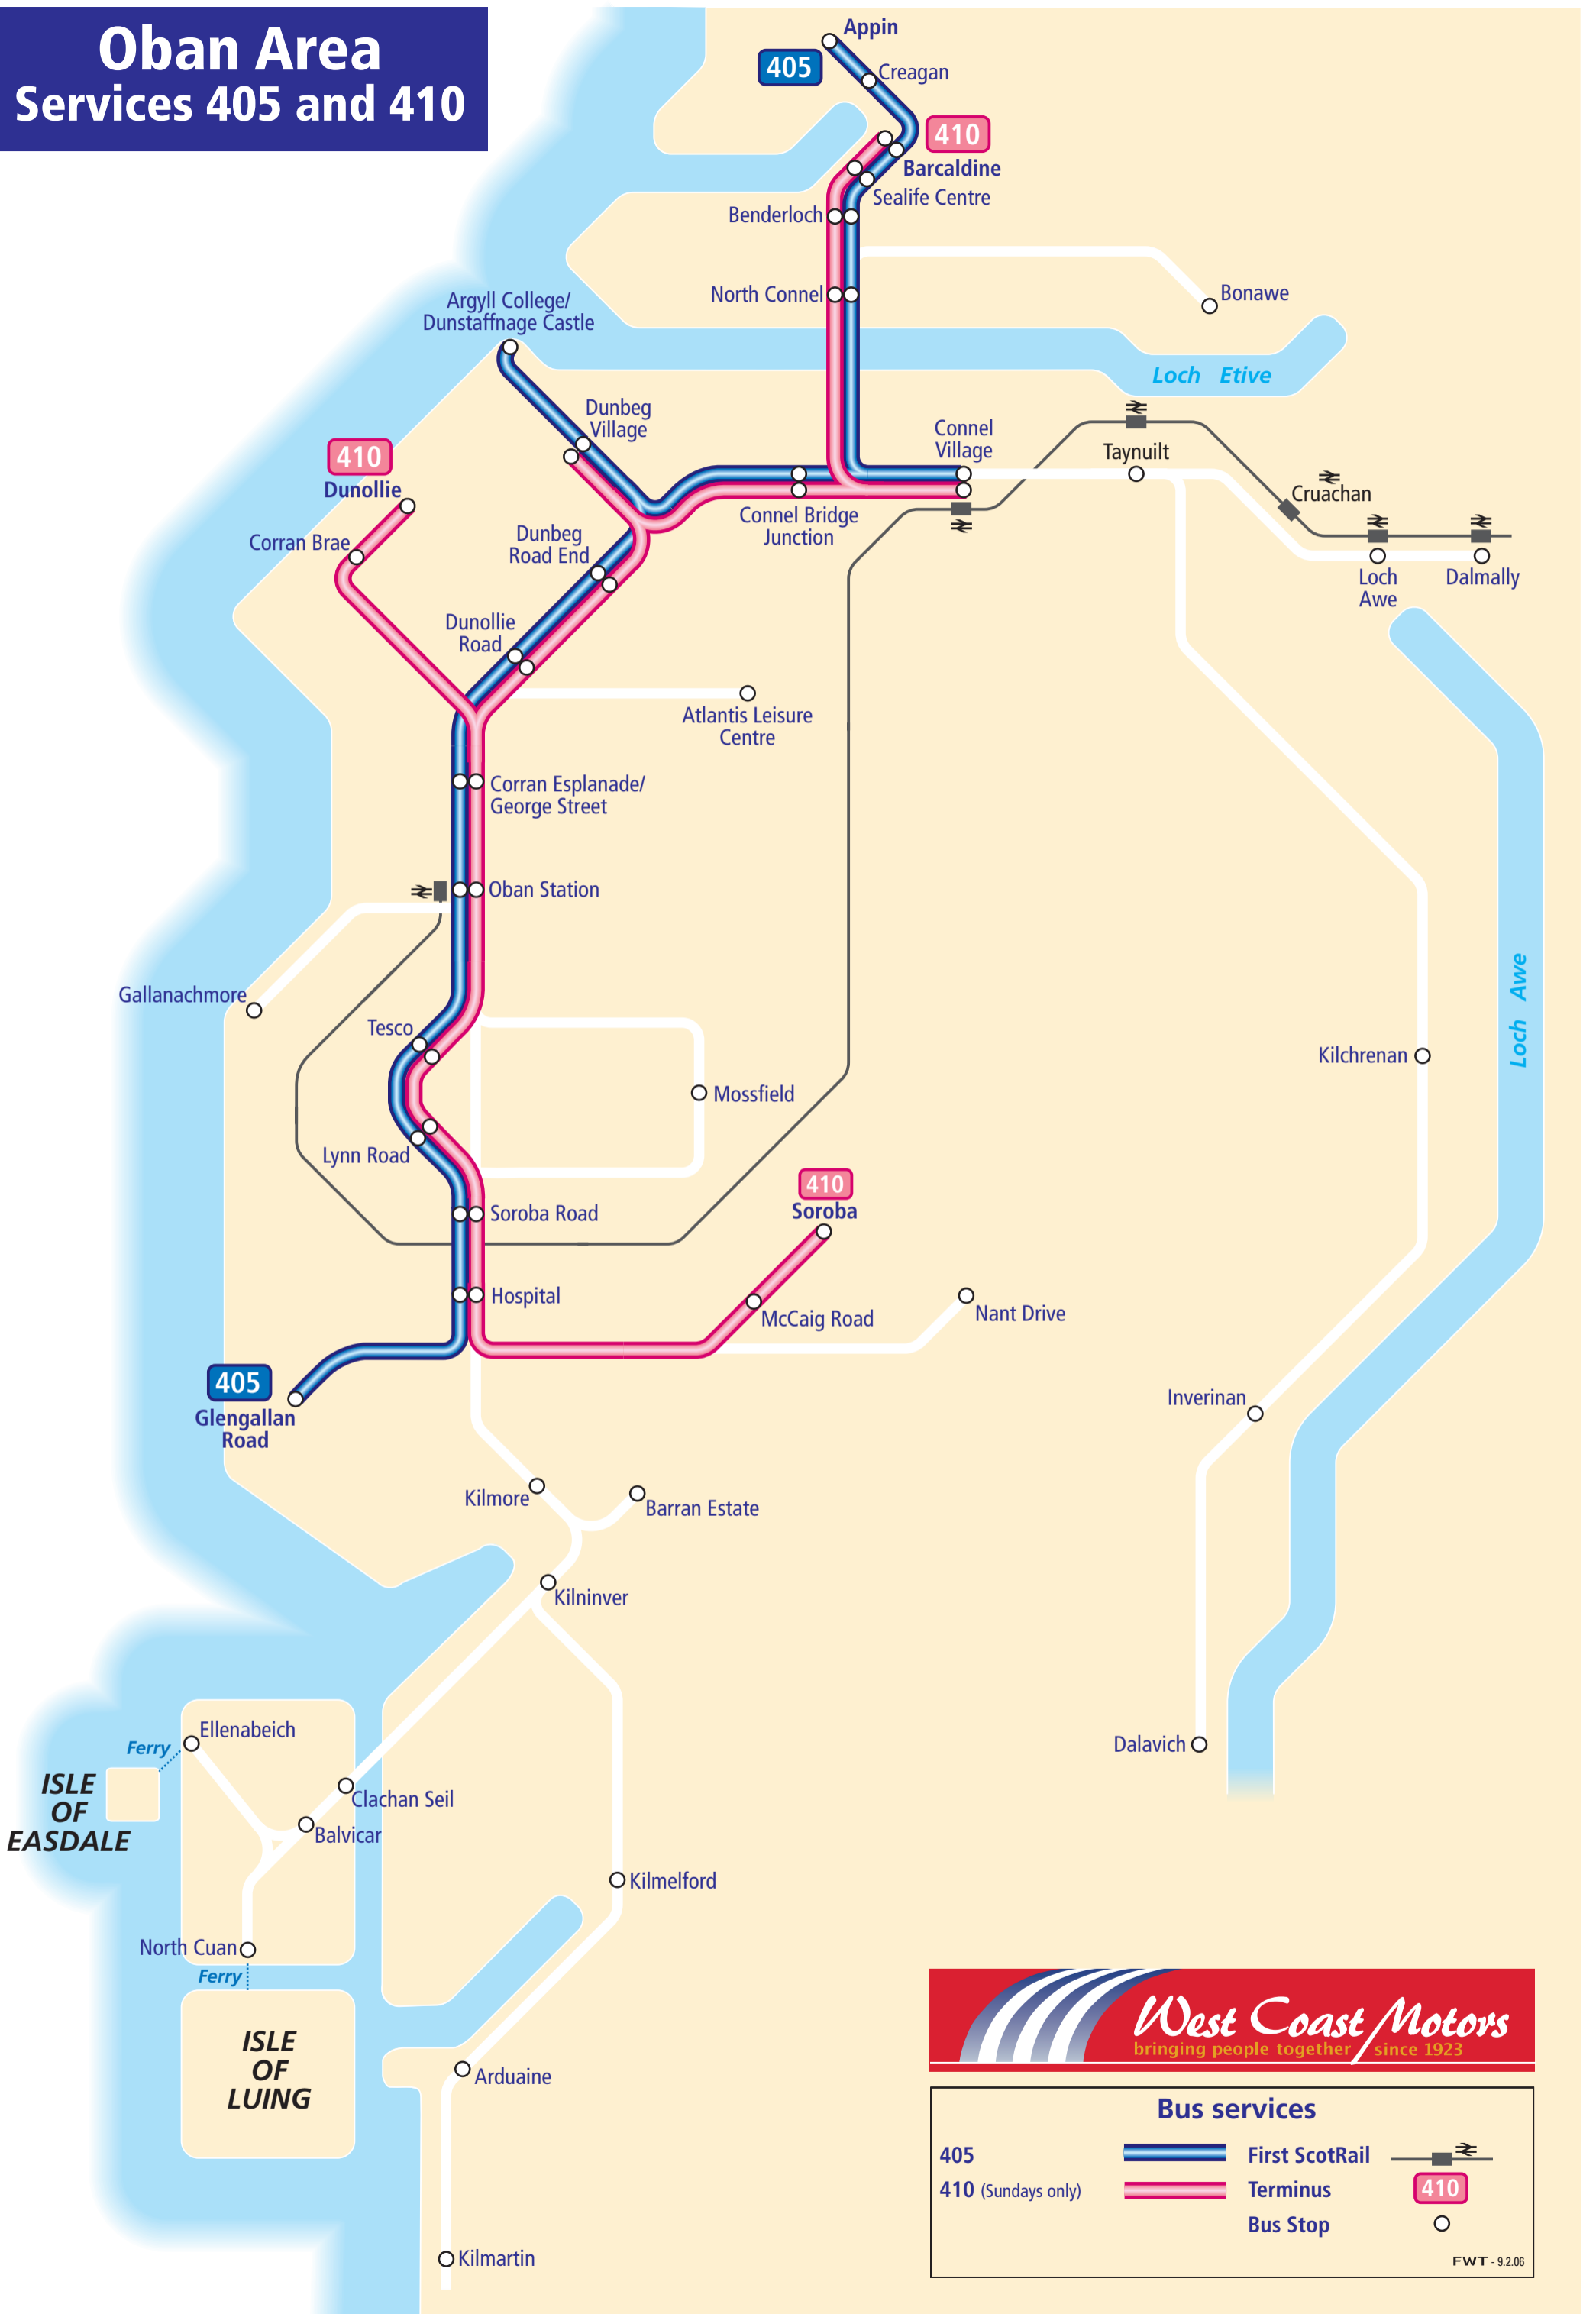 Oban Area
Services 405 and 410
Appin
405
Creagan
410
Barcaldine
Sealife Centre
Benderloch
North Connel
Bonawe
Argyll College/
Dunstaffnage Castle
Loch Etive
Dunbeg
Village
Connel
Village
Taynuilt
410
Dunollie
Cruachan
Corran Brae
Connel Bridge
Junction
Dunbeg
Road End
Loch
Awe
Dalmally
Dunollie
Road
Atlantis Leisure
Centre
Corran Esplanade/
George Street
Oban Station
Loch Awe
Gallanachmore
Tesco
Kilchrenan
Mossfield
Lynn Road
410
Soroba
Soroba Road
Hospital
McCaig Road
Nant Drive
405
Glengallan
Road
Inverinan
Kilmore
Barran Estate
Kilninver
Ellenabeich
Ferry
Dalavich
ISLE
OF
EASDALE
Clachan Seil
Balvicar
Kilmelford
North Cuan
Ferry
ISLE
OF
LUING
Arduaine
Kilmartin
West Coast Motors
bringing people together since 1923
Bus services
405
First ScotRail
410 (Sundays only)
Terminus
410
Bus Stop
FWT - 9.2.06